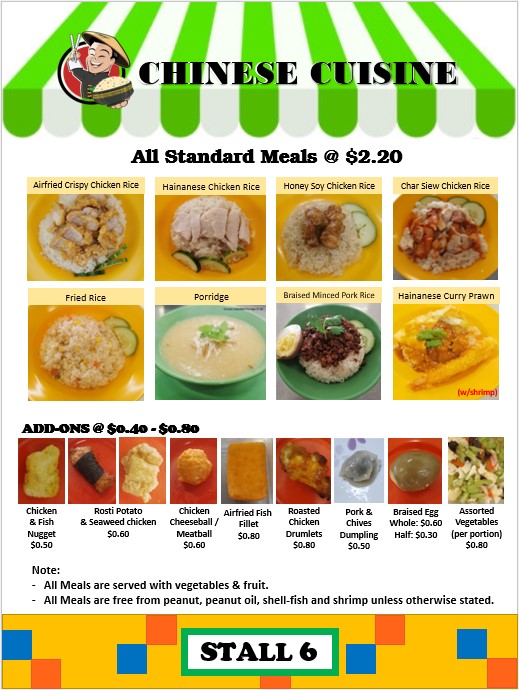 CHINESE CUISINE
All Standard Meals @ $2.20
Airfried Crispy Chicken Rice
Hainanese Chicken Rice
Honey Soy Chicken Rice
Char Siew Chicken Rice
Fried Rice
Porridge
Braised Minced Pork Rice
Hainanese Curry Prawn
(w/shrimp)
ADD-ONS @ $0.40 - $0.80
Chicken
& Fish
Nugget
$0.50
Rosti Potato
& Seaweed chicken
$0.60
Chicken
Cheeseball /
Meatball
$0.60
Airfried Fish
Fillet
$0.80
Roasted
Chicken
Drumlets
$0.80
Pork &
Chives
Dumpling
$0.50
Braised Egg
Whole: $0.60
Half: $0.30
Assorted
Vegetables
(per portion)
$0.80
Note:
- All Meals are served with vegetables & fruit.
- All Meals are free from peanut, peanut oil, shell-fish and shrimp unless otherwise stated.
STALL 6